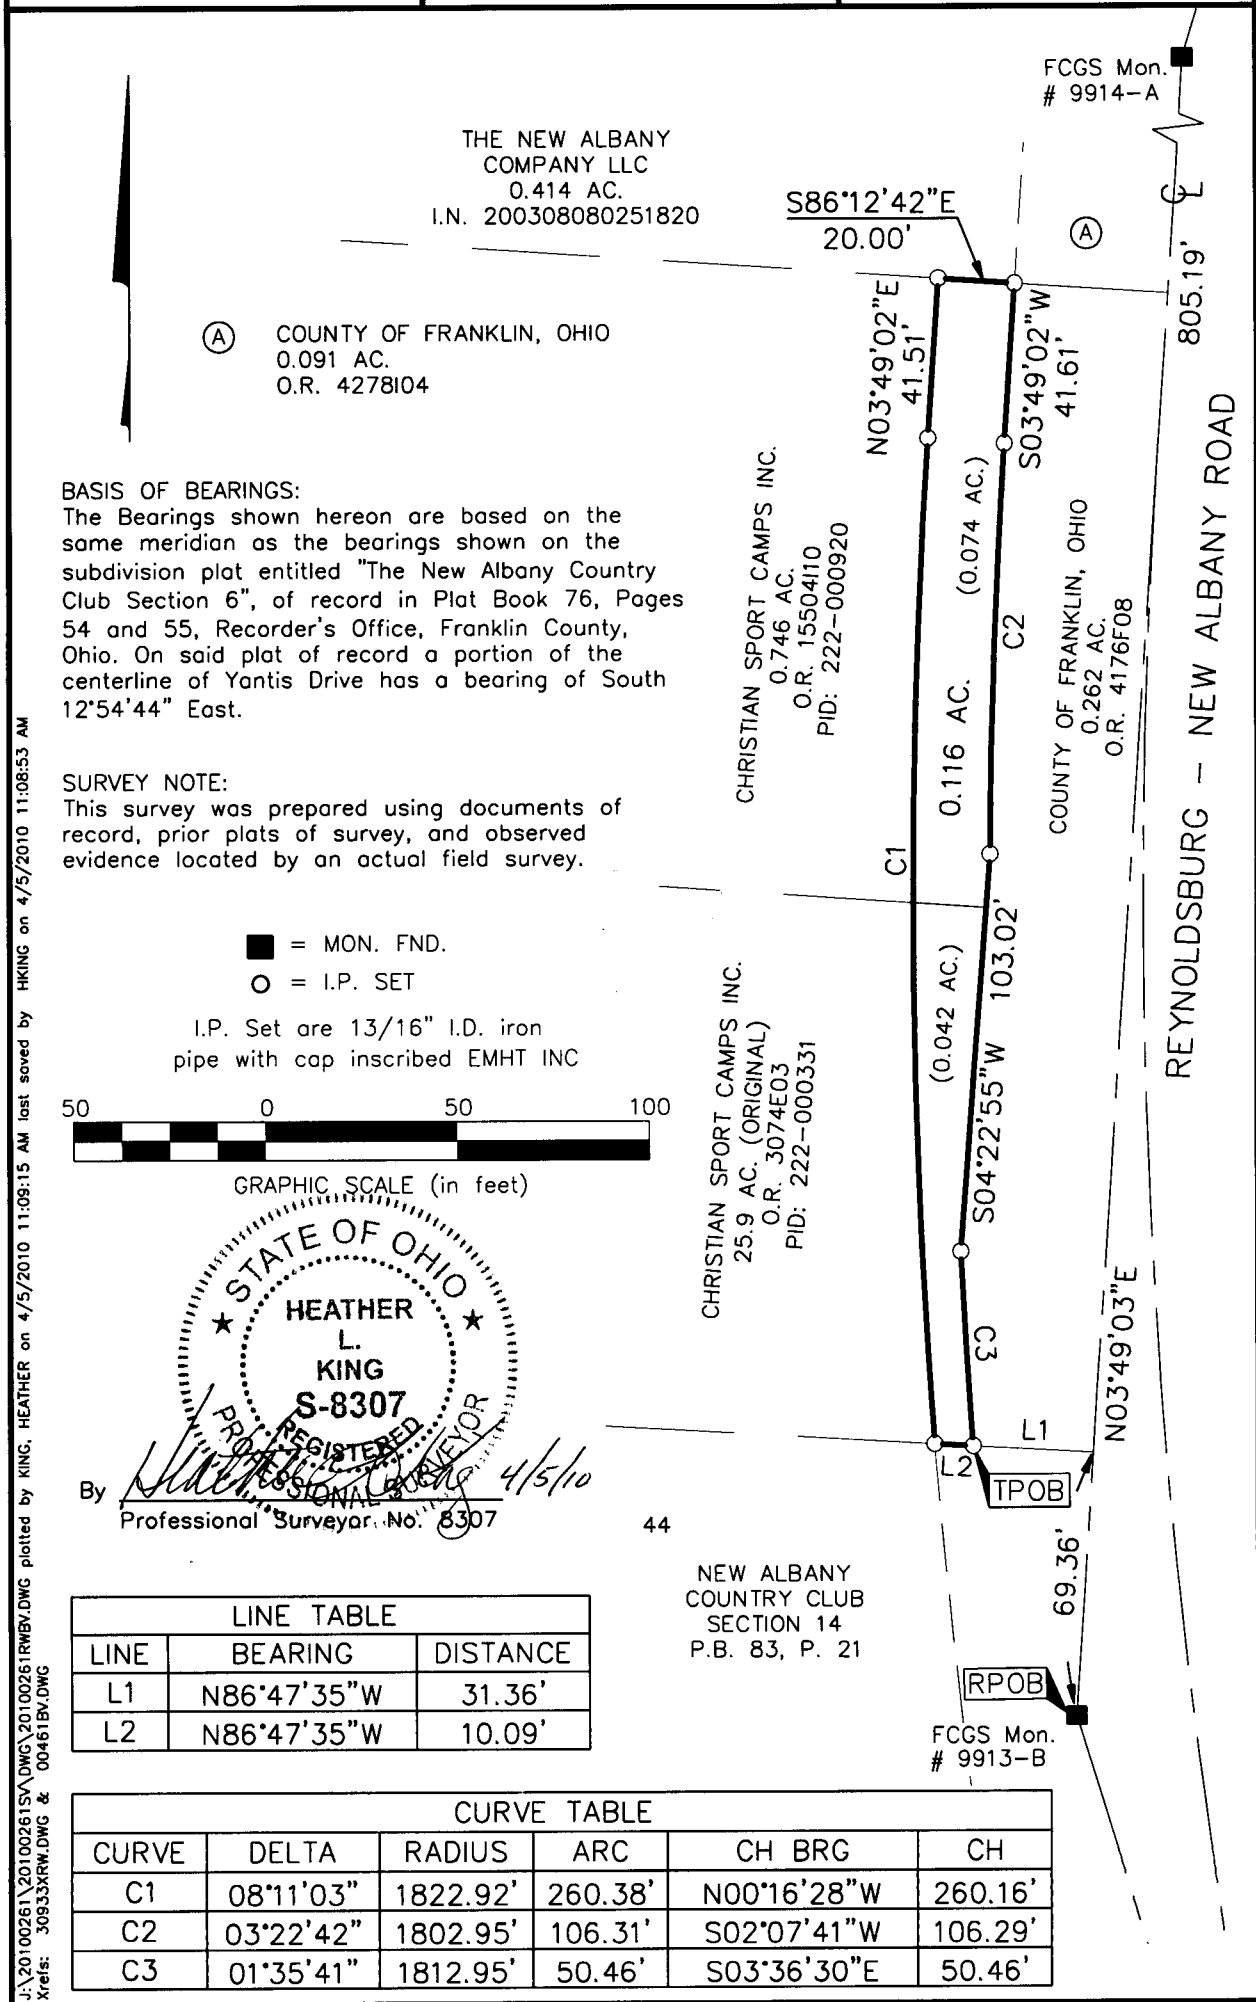 FCGS Mon.
# 9914-A
THE NEW ALBANY
COMPANY LLC
0.414 AC.
I.N. 200308080251820
S86°12'42"E
20.00'
A
℄
805.19'
A
COUNTY OF FRANKLIN, OHIO
0.091 AC.
O.R. 4278I04
N03°49'02"E
41.51'
S03°49'02"W
41.61'
BASIS OF BEARINGS:
The Bearings shown hereon are based on the
same meridian as the bearings shown on the
subdivision plat entitled "The New Albany Country
Club Section 6", of record in Plat Book 76, Pages
54 and 55, Recorder's Office, Franklin County,
Ohio. On said plat of record a portion of the
centerline of Yantis Drive has a bearing of South
12°54'44" East.
CHRISTIAN SPORT CAMPS INC.
0.746 AC.
O.R. 15504I10
PID: 222-000920
(0.074 AC.)
0.116 AC.
C2
COUNTY OF FRANKLIN, OHIO
0.262 AC.
O.R. 4176F08
REYNOLDSBURG - NEW ALBANY ROAD
SURVEY NOTE:
This survey was prepared using documents of
record, prior plats of survey, and observed
evidence located by an actual field survey.
C1
= MON. FND.
= I.P. SET
I.P. Set are 13/16" I.D. iron
pipe with cap inscribed EMHT INC
50 0 50 100
GRAPHIC SCALE (in feet)
CHRISTIAN SPORT CAMPS INC.
25.9 AC. (ORIGINAL)
O.R. 3074E03
PID: 222-000331
(0.042 AC.)
S04°22'55"W 103.02'
C3
N03°49'03"E
STATE OF OHIO
HEATHER
L.
KING
S-8307
REGISTERED
PROFESSIONAL SURVEYOR
By Heather L King 4/5/10
Professional Surveyor No. 8307
L1
L2
TPOB
44
69.36'
NEW ALBANY
COUNTRY CLUB
SECTION 14
P.B. 83, P. 21
RPOB
FCGS Mon.
# 9913-B
LINE TABLE
LINE BEARING DISTANCE
L1 N86°47'35"W 31.36'
L2 N86°47'35"W 10.09'
CURVE TABLE
CURVE DELTA RADIUS ARC CH BRG CH
C1 08°11'03" 1822.92' 260.38' N00°16'28"W 260.16'
C2 03°22'42" 1802.95' 106.31' S02°07'41"W 106.29'
C3 01°35'41" 1812.95' 50.46' S03°36'30"E 50.46'
J:\20100261\20100261SV\DWG\20100261RWBV.DWG plotted by KING, HEATHER on 4/5/2010 11:09:15 AM last saved by HKING on 4/5/2010 11:08:53 AM
Xrefs: 30933XRW.DWG & 00461BV.DWG